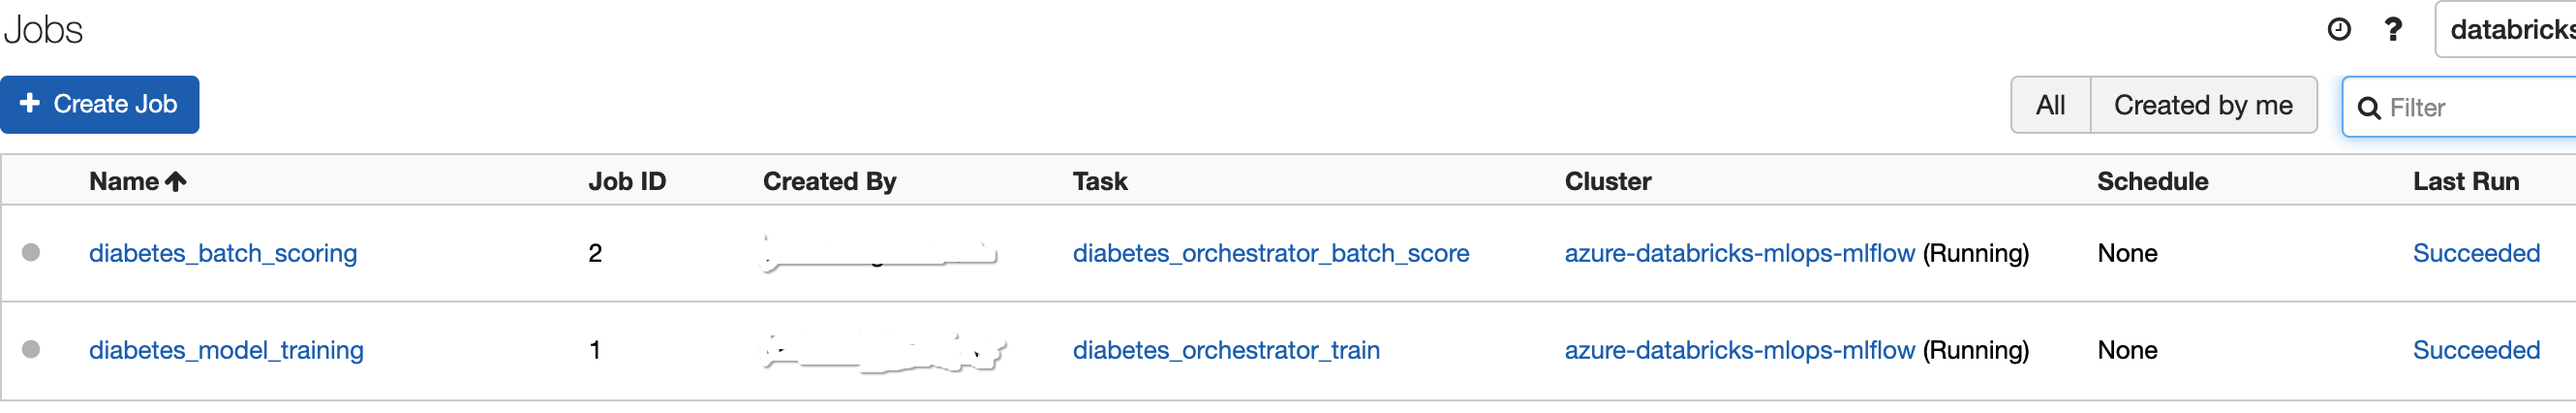 Jobs ? databricks
+ Create Job All Created by me Filter
Name Job ID Created By Task Cluster Schedule Last Run
diabetes_batch_scoring 2 diabetes_orchestrator_batch_score azure-databricks-mlops-mlflow (Running) None Succeeded
diabetes_model_training 1 diabetes_orchestrator_train azure-databricks-mlops-mlflow (Running) None Succeeded